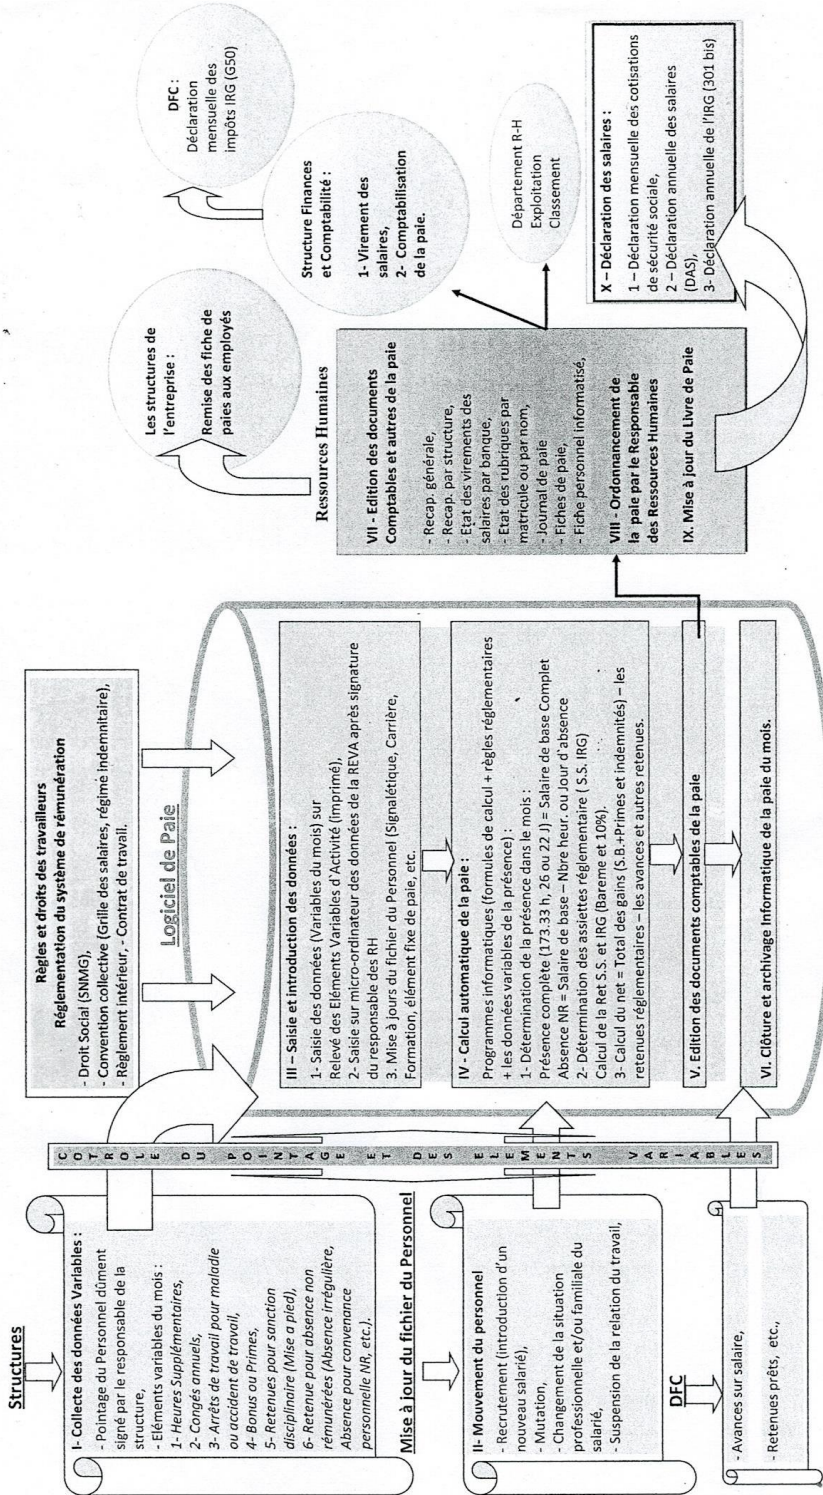 Structures
I- Collecte des données Variables :
- Pointage du Personnel dûment
signé par le responsable de la
structure,
- Eléments variables du mois :
1- Heures Supplémentaires,
2- Congés annuels,
3- Arrêts de travail pour maladie
ou accident de travail,
4- Bonus ou Primes,
5- Retenues pour sanction
disciplinaire (Mise a pied),
6- Retenue pour absence non
rémunérées (Absence irrégulière,
Absence pour convenance
personnelle NR, etc.).
Mise à jour du fichier du Personnel
II- Mouvement du personnel
- Recrutement (introduction d'un
nouveau salarié),
- Mutation,
- Changement de la situation
professionnelle et/ou familiale du
salarié,
- Suspension de la relation du travail,
DFC
- Avances sur salaire,
- Retenues prêts, etc.,
COTROLE DU POINTAGE ET DES ELEMENTS VARIABLES
Règles et droits des travailleurs
Réglementation du système de rémunération
- Droit Social (SNMG),
- Convention collective (Grille des salaires, régime indemnitaire),
- Règlement intérieur, - Contrat de travail.
Logiciel de Paie
III – Saisie et introduction des données :
1- Saisie des données (Variables du mois) sur
Relevé des Eléments Variables d'Activité (imprimé),
2- Saisie sur micro-ordinateur des données de la REVA après signature
du responsable des RH
3. Mise à jours du fichier du Personnel (Signalétique, Carrière,
Formation, élément fixe de paie, etc.
IV - Calcul automatique de la paie :
Programmes informatiques (formules de calcul + règles réglementaires
+ les données variables de la présence) :
1- Détermination de la présence dans le mois :
Présence complète (173.33 h, 26 ou 22 J) = Salaire de base Complet
Absence NR = Salaire de base – Nbre heur. ou Jour d'absence
2- Détermination des assiettes réglementaire ( S.S. IRG)
Calcul de la Ret S.S. et IRG (Bareme et 10%).
3- Calcul du net = Total des gains (S.B.+Primes et indemnités) – les
retenues réglementaires – les avances et autres retenues.
V. Edition des documents comptables de la paie
VI. Clôture et archivage Informatique de la paie du mois.
Les structures de
l'entreprise :
Remise des fiche de
paies aux employés
Ressources Humaines
VII - Edition des documents
Comptables et autres de la paie
- Recap. générale,
- Recap. par structure,
- Etat des virements des
salaires par banque,
- Etat des rubriques par
matricule ou par nom,
- Journal de paie
- Fiches de paie,
- Fiche personnel informatisé,
VIII - Ordonnancement de
la paie par le Responsable
des Ressources Humaines
IX. Mise à jour du Livre de Paie
DFC :
Déclaration
mensuelle des
impôts IRG (G50)
Structure Finances
et Comptabilité :
1- Virement des
salaires,
2- Comptabilisation
de la paie.
Département R-H
Exploitation
Classement
X – Déclaration des salaires :
1 – Déclaration mensuelle des cotisations
de sécurité sociale,
2 – Déclaration annuelle des salaires
(DAS),
3- Déclaration annuelle de l'IRG (301 bis)